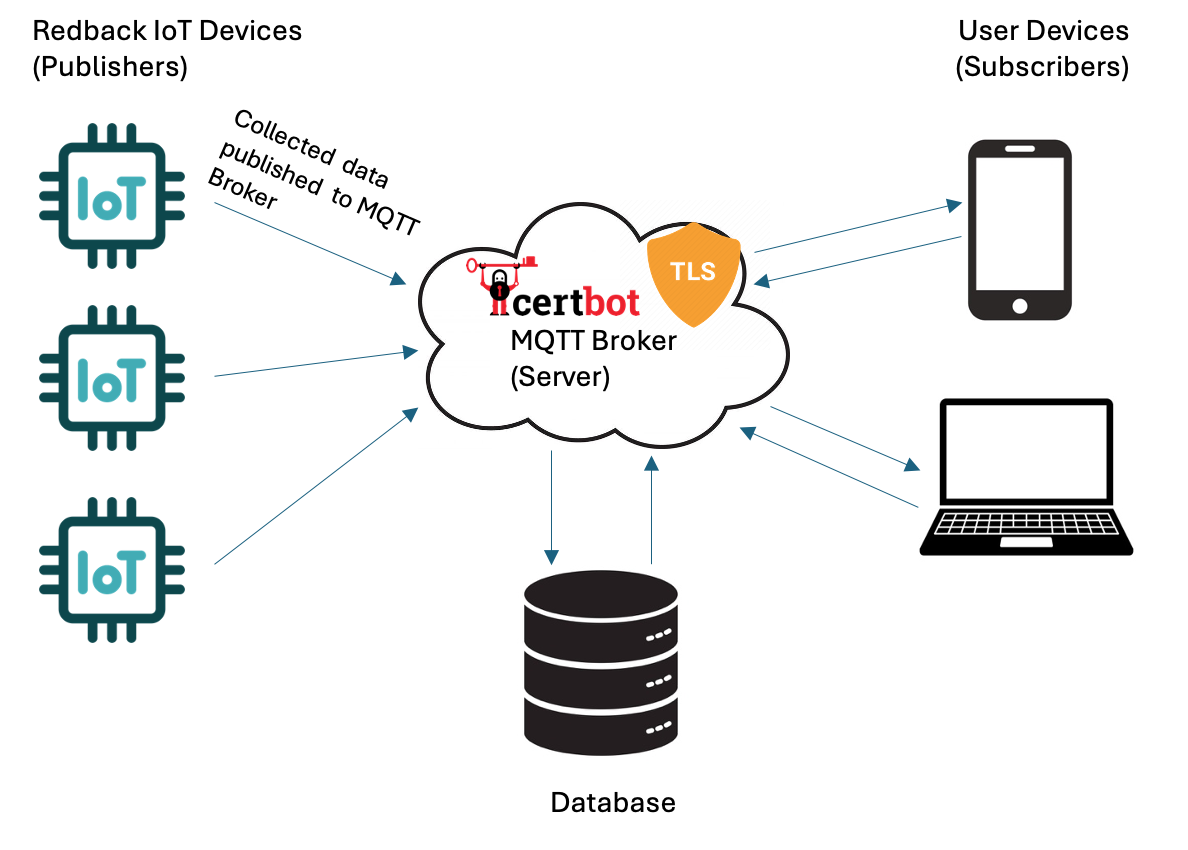 Redback IoT Devices
(Publishers)
User Devices
(Subscribers)
Collected data
published to MQTT
Broker
IoT
IoT
IoT
certbot
TLS
MQTT Broker
(Server)
Database